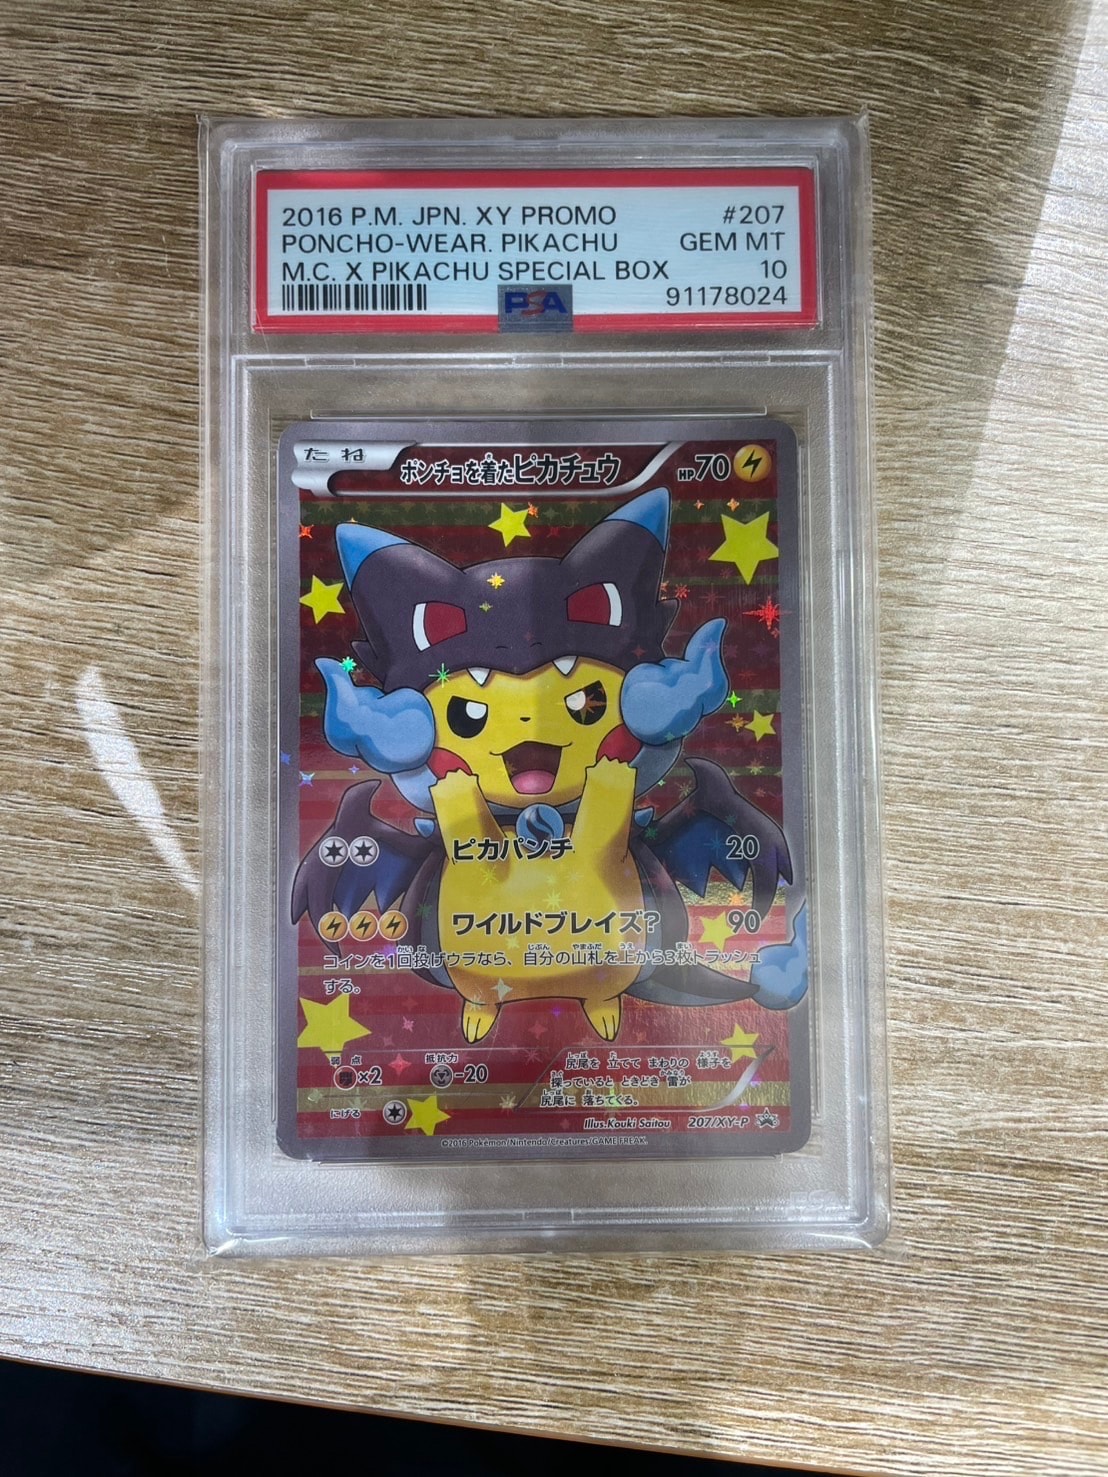 2016 P.M. JPN. XY PROMO #207
PONCHO-WEAR. PIKACHU GEM MT
M.C. X PIKACHU SPECIAL BOX 10
PSA 91178024
たね ポンチョを着たピカチュウ HP70
ピカパンチ 20
ワイルドブレイズ? 90
コインを1回投げウラなら、自分の山札を上から3枚トラッシュ
する。
弱点 抵抗力
×2 -20
にげる
尻尾を 立てて まわりの 様子を
探っていると ときどき 雷が
尻尾に 落ちてくる。
Illus.Kouki Saitou 207/XY-P
©2016 Pokémon/Nintendo/Creatures/GAME FREAK.